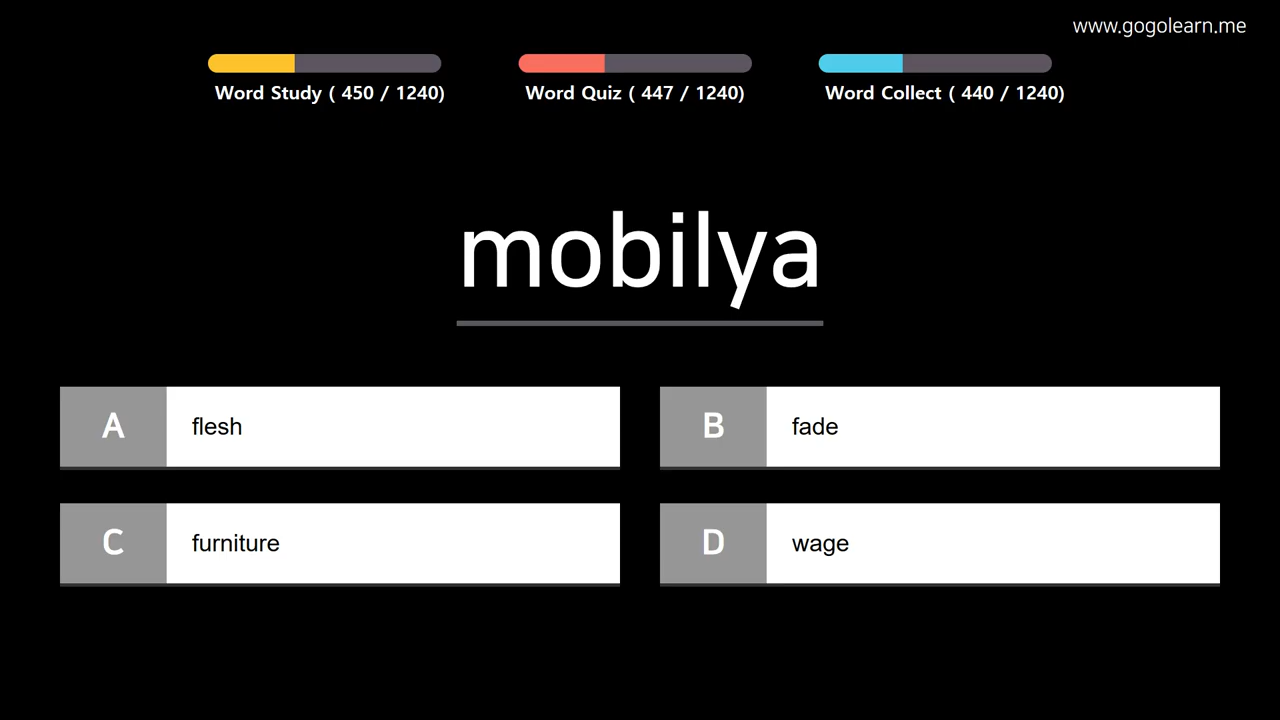 www.gogolearn.me
Word Study ( 450 / 1240)
Word Quiz ( 447 / 1240)
Word Collect ( 440 / 1240)
mobilya
A flesh
B fade
C furniture
D wage